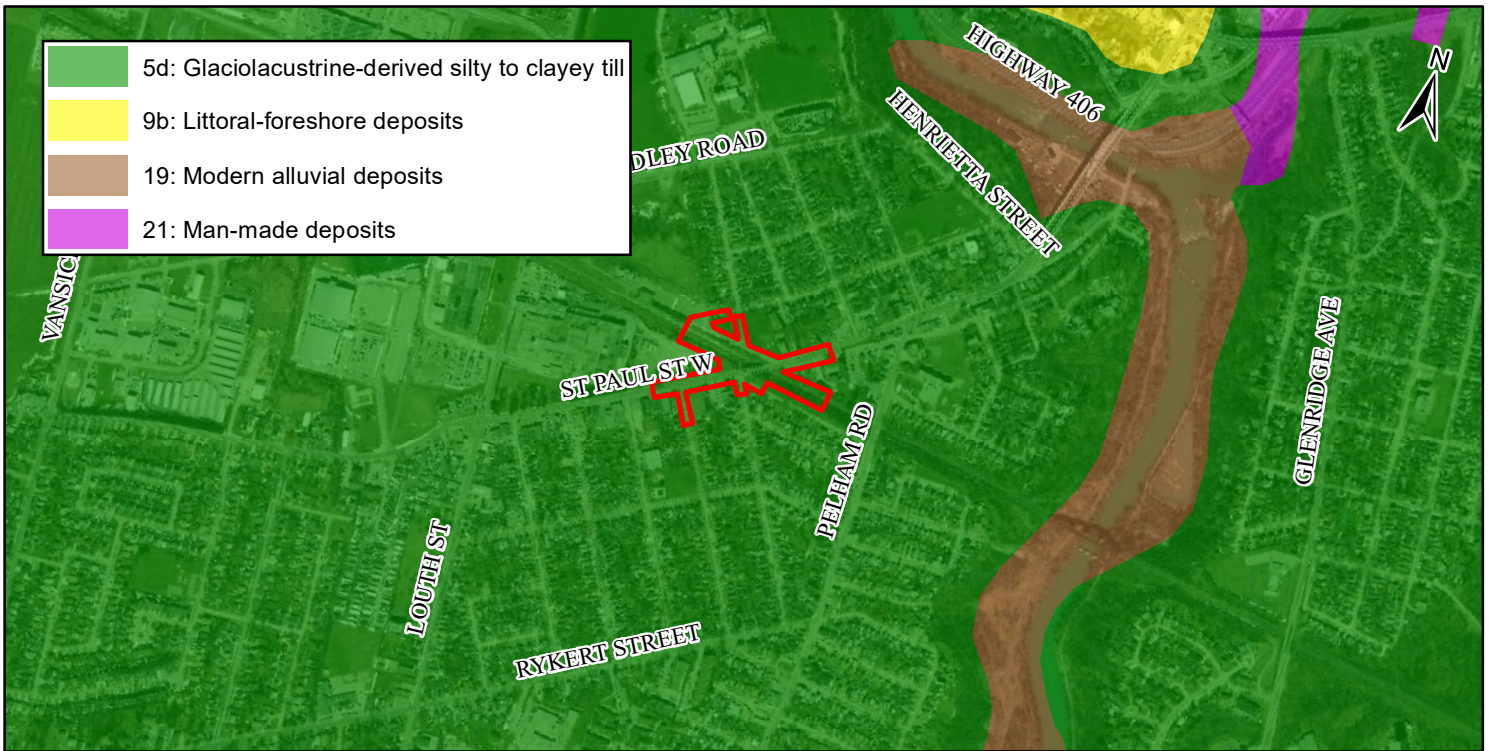 5d: Glaciolacustrine-derived silty to clayey till
9b: Littoral-foreshore deposits
19: Modern alluvial deposits
21: Man-made deposits
HIGHWAY 406
N
HENRIETTA STREET
DLEY ROAD
VANSIC
ST PAUL ST W
GLENRIDGE AVE
PELHAM RD
LOUTH ST
RYKERT STREET